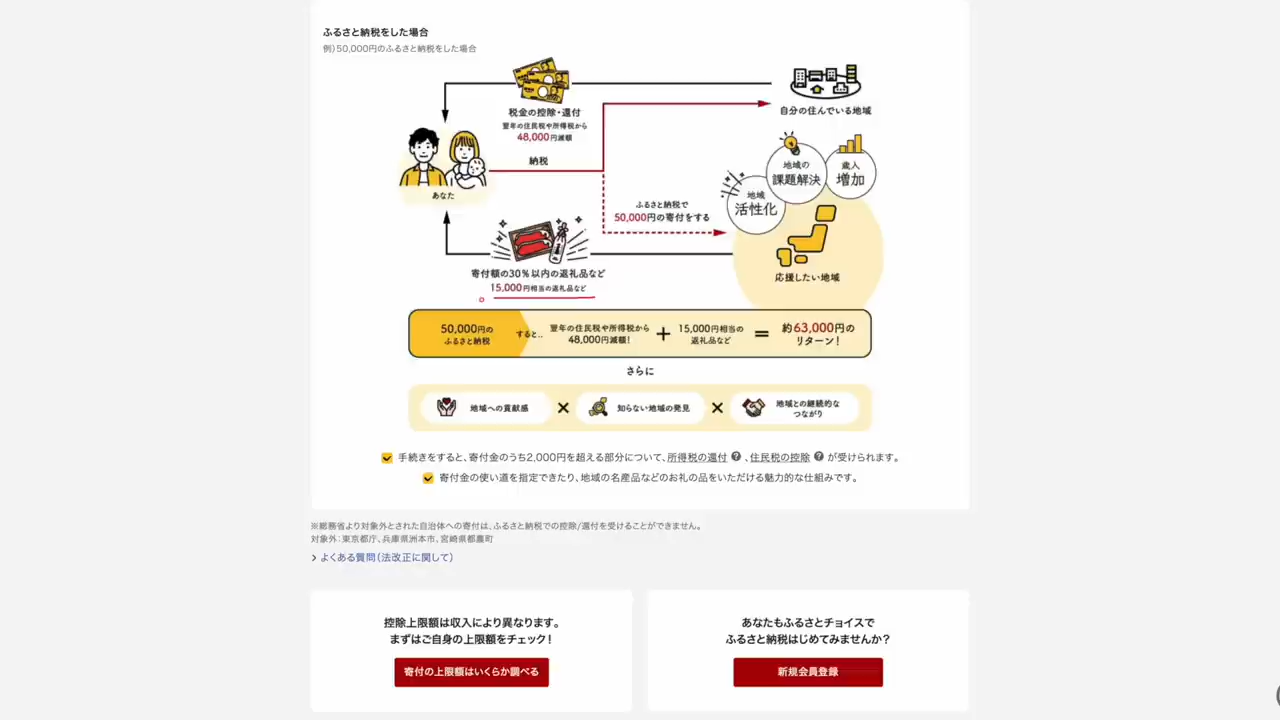 ふるさと納税をした場合
例)50,000円のふるさと納税をした場合
税金の控除・還付
翌年の住民税や所得税から
48,000円減額
自分の住んでいる地域
納税
あなた
地域の
課題解決
歳入
増加
地域
活性化
ふるさと納税で
50,000円の寄付をする
寄付額の30%以内の返礼品など
15,000円相当の返礼品など
応援したい地域
50,000円の
ふるさと納税
すると..
翌年の住民税や所得税から
48,000円減額!
+
15,000円相当の
返礼品など
=
約63,000円の
リターン!
さらに
地域への貢献感
×
知らない地域の発見
×
地域との継続的な
つながり
手続きをすると、寄付金のうち2,000円を超える部分について、所得税の還付 ? 、住民税の控除 ? が受けられます。
寄付金の使い道を指定できたり、地域の名産品などのお礼の品をいただける魅力的な仕組みです。
※総務省より対象外とされた自治体への寄付は、ふるさと納税での控除/還付を受けることができません。
対象外:東京都庁、兵庫県洲本市、宮崎県都農町
> よくある質問(法改正に関して)
控除上限額は収入により異なります。
まずはご自身の上限額をチェック!
寄付の上限額はいくらか調べる
あなたもふるさとチョイスで
ふるさと納税はじめてみませんか?
新規会員登録